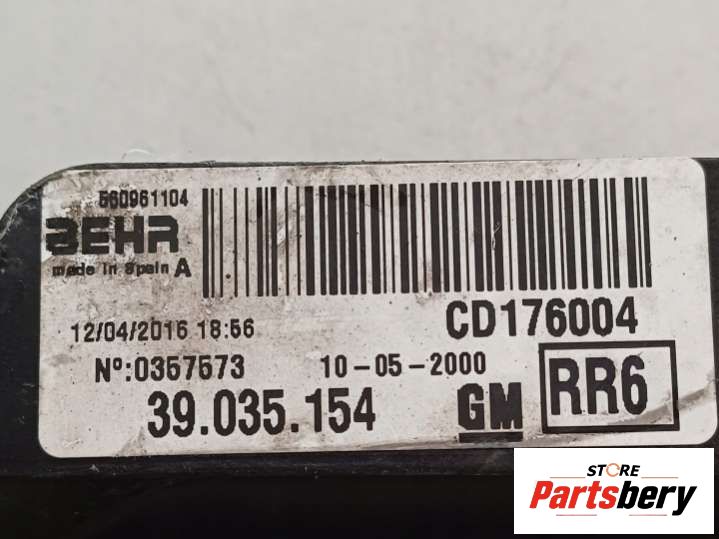 560961104
BEHR
made in Spain A
12/04/2016 18:56
CD176004
Nº:0357573
10-05-2000
39.035.154
GM
RR6
STORE
Partsbery